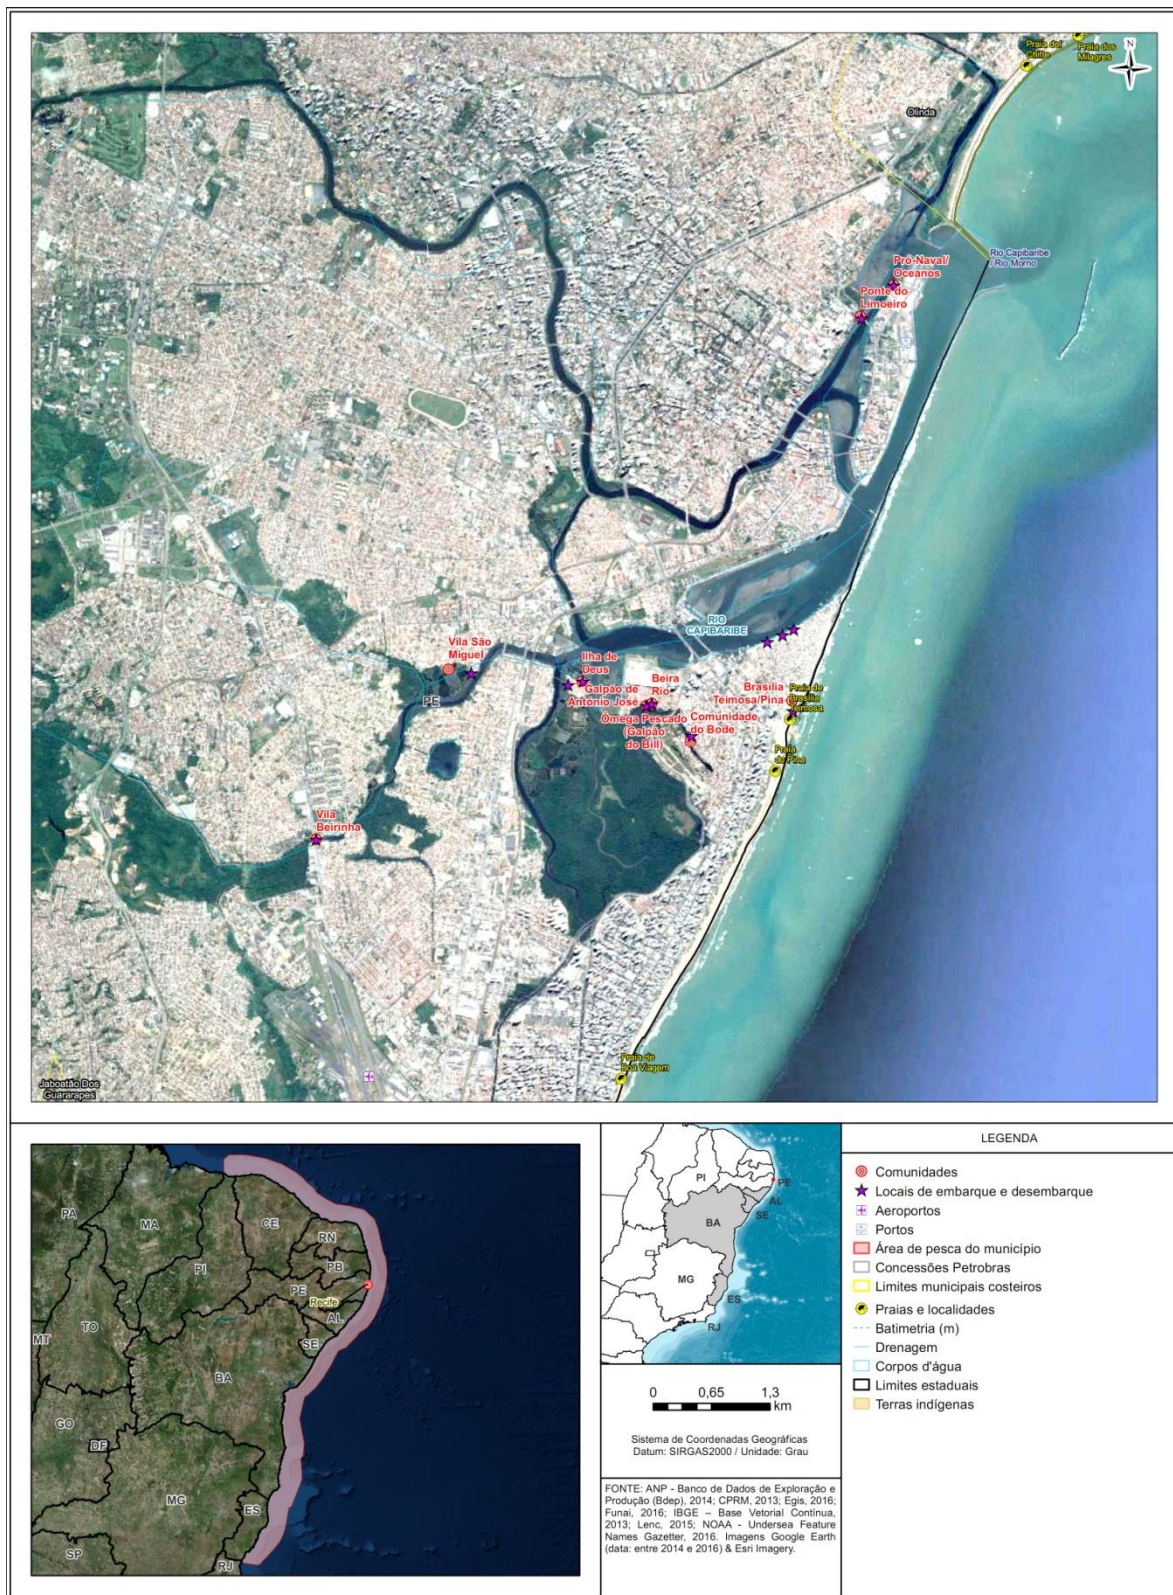 Praia del
Chifre
Praia dos
Milagres
N
Olinda
Rio Capibaribe
/ Rio Morno
Pró-Naval/
Oceanos
Ponte do
Limoeiro
RIO
CAPIBARIBE
Vila São
Miguel
Ilha de
Deus
Galpão de
Antonio José
Beira
Rio
Brasília
Teimosa/Pina
Praia de
Brasília
Teimosa
PE
Omega Pescado
(Galpão
do Bill)
Comunidade
do Bode
Praia
do Pina
Vila
Beirinha
Praia de
Boa Viagem
Jaboatão Dos
Guararapes
PA
MA
CE
RN
PB
PI
PE
Recife
AL
SE
TO
MT
BA
GO
DF
MG
ES
SP
RJ
PI
PE
AL
SE
BA
MG
ES
RJ
0 0,65 1,3
km
Sistema de Coordenadas Geográficas
Datum: SIRGAS2000 / Unidade: Grau
FONTE: ANP - Banco de Dados de Exploração e
Produção (Bdep), 2014; CPRM, 2013; Egis, 2016;
Funai, 2016; IBGE – Base Vetorial Contínua,
2013; Lenc, 2015; NOAA - Undersea Feature
Names Gazetter, 2016. Imagens Google Earth
(data: entre 2014 e 2016) & Esri Imagery.
LEGENDA
Comunidades
Locais de embarque e desembarque
Aeroportos
Portos
Área de pesca do município
Concessões Petrobras
Limites municipais costeiros
Praias e localidades
Batimetria (m)
Drenagem
Corpos d'água
Limites estaduais
Terras indígenas